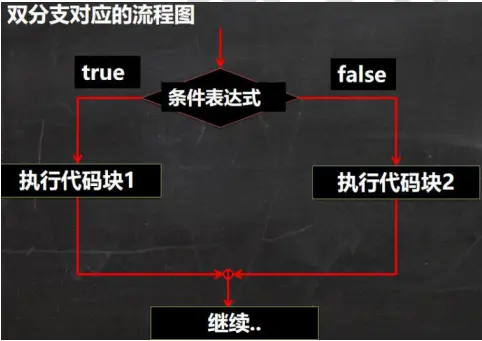 双分支对应的流程图
true
false
条件表达式
执行代码块1
执行代码块2
继续..